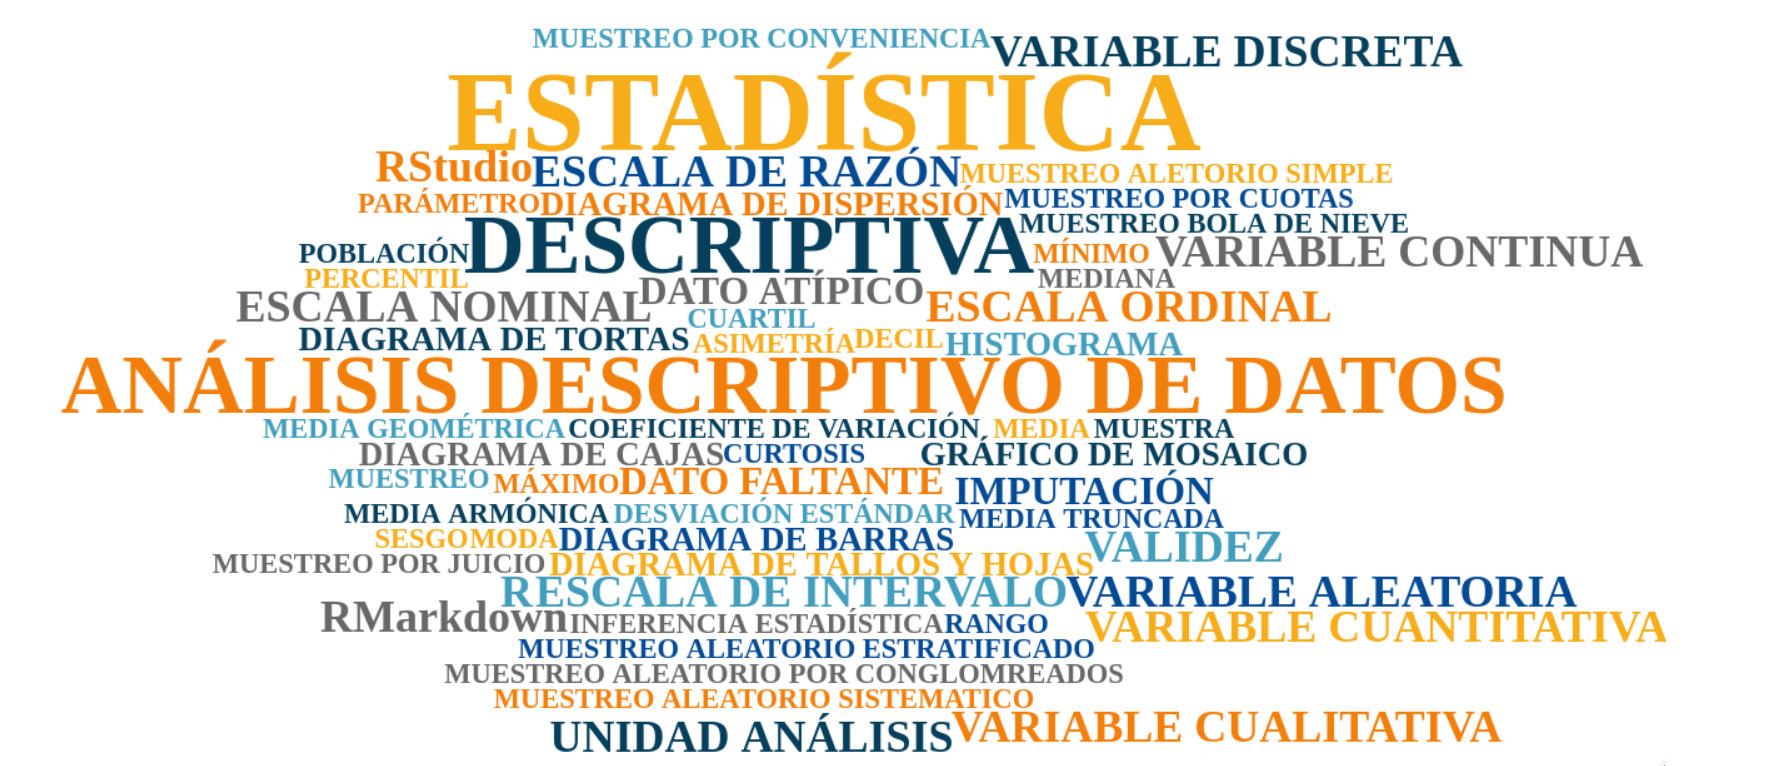 MUESTREO POR CONVENIENCIA
VARIABLE DISCRETA
ESTADÍSTICA
RStudio
ESCALA DE RAZÓN
MUESTREO ALETORIO SIMPLE
PARÁMETRO
DIAGRAMA DE DISPERSIÓN
MUESTREO POR CUOTAS
DESCRIPTIVA
MUESTREO BOLA DE NIEVE
POBLACIÓN
MÍNIMO
VARIABLE CONTINUA
PERCENTIL
MEDIANA
ESCALA NOMINAL
DATO ATÍPICO
ESCALA ORDINAL
CUARTIL
DIAGRAMA DE TORTAS
ASIMETRÍA
DECIL
HISTOGRAMA
ANÁLISIS DESCRIPTIVO DE DATOS
MEDIA GEOMÉTRICA
COEFICIENTE DE VARIACIÓN
MEDIA
MUESTRA
DIAGRAMA DE CAJAS
CURTOSIS
GRÁFICO DE MOSAICO
MUESTREO
MÁXIMO
DATO FALTANTE
IMPUTACIÓN
MEDIA ARMÓNICA
DESVIACIÓN ESTÁNDAR
MEDIA TRUNCADA
SESGO
MODA
DIAGRAMA DE BARRAS
VALIDEZ
MUESTREO POR JUICIO
DIAGRAMA DE TALLOS Y HOJAS
RESCALA DE INTERVALO
VARIABLE ALEATORIA
RMarkdown
INFERENCIA ESTADÍSTICA
RANGO
VARIABLE CUANTITATIVA
MUESTREO ALEATORIO ESTRATIFICADO
MUESTREO ALEATORIO POR CONGLOMREADOS
MUESTREO ALEATORIO SISTEMATICO
UNIDAD ANÁLISIS
VARIABLE CUALITATIVA